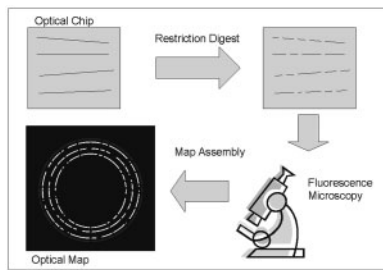 Optical Chip
Restriction Digest
Map Assembly
Fluorescence
Microscopy
Optical Map